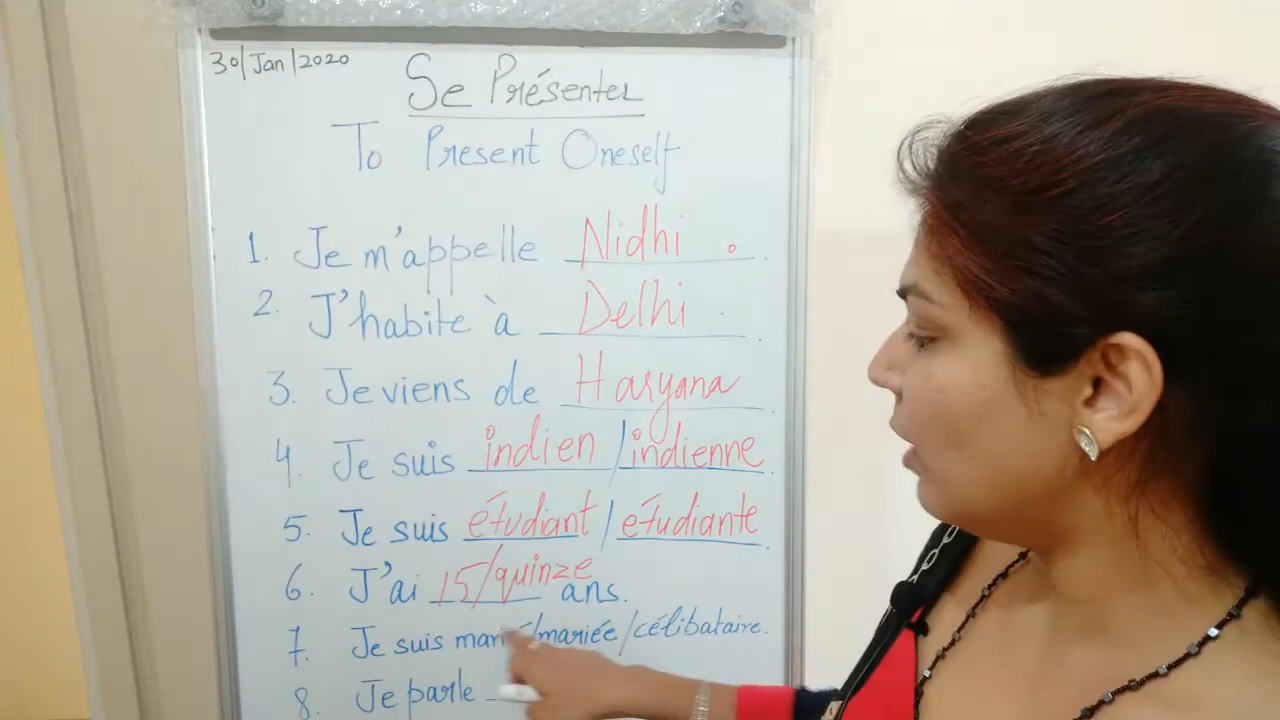 30/Jan/2020
Se Présenter
To Present Oneself
1. Je m'appelle Nidhi.
2. J'habite à Delhi.
3. Je viens de Haryana.
4. Je suis indien/indienne.
5. Je suis étudiant/étudiante.
6. J'ai 15/quinze ans.
7. Je suis marié/mariée/célibataire.
8. Je parle